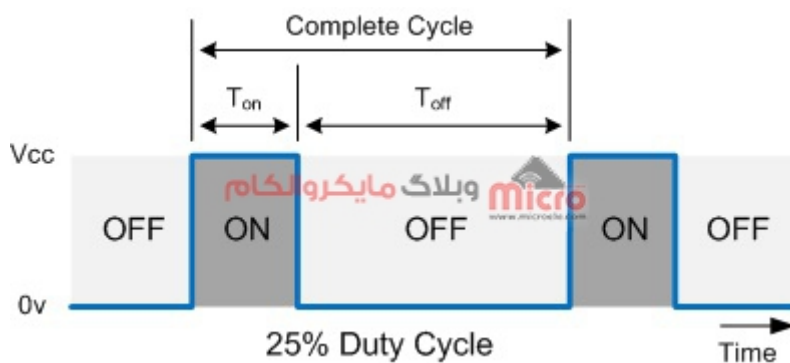 Complete Cycle
Ton
Toff
Vcc
وبلاگ مایکروالکام
Micro
www.microele.com
OFF
ON
OFF
ON
OFF
0v
25% Duty Cycle
Time